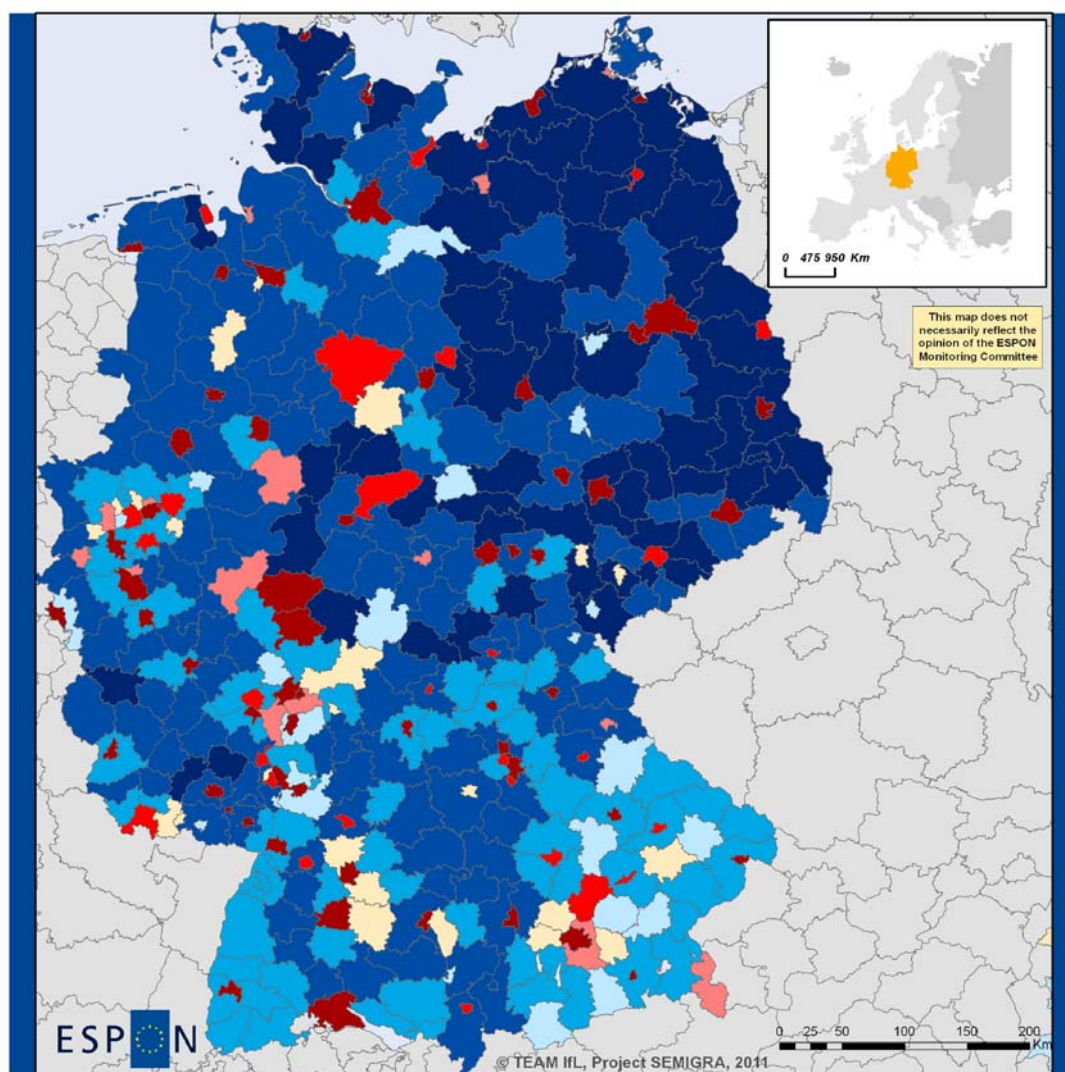 0 475 950 Km
This map does not
necessarily reflect the
opinion of the ESPON
Monitoring Committee
ESPON
0 25 50 100 150 200
Km
© TEAM IfL, Project SEMIGRA, 2011